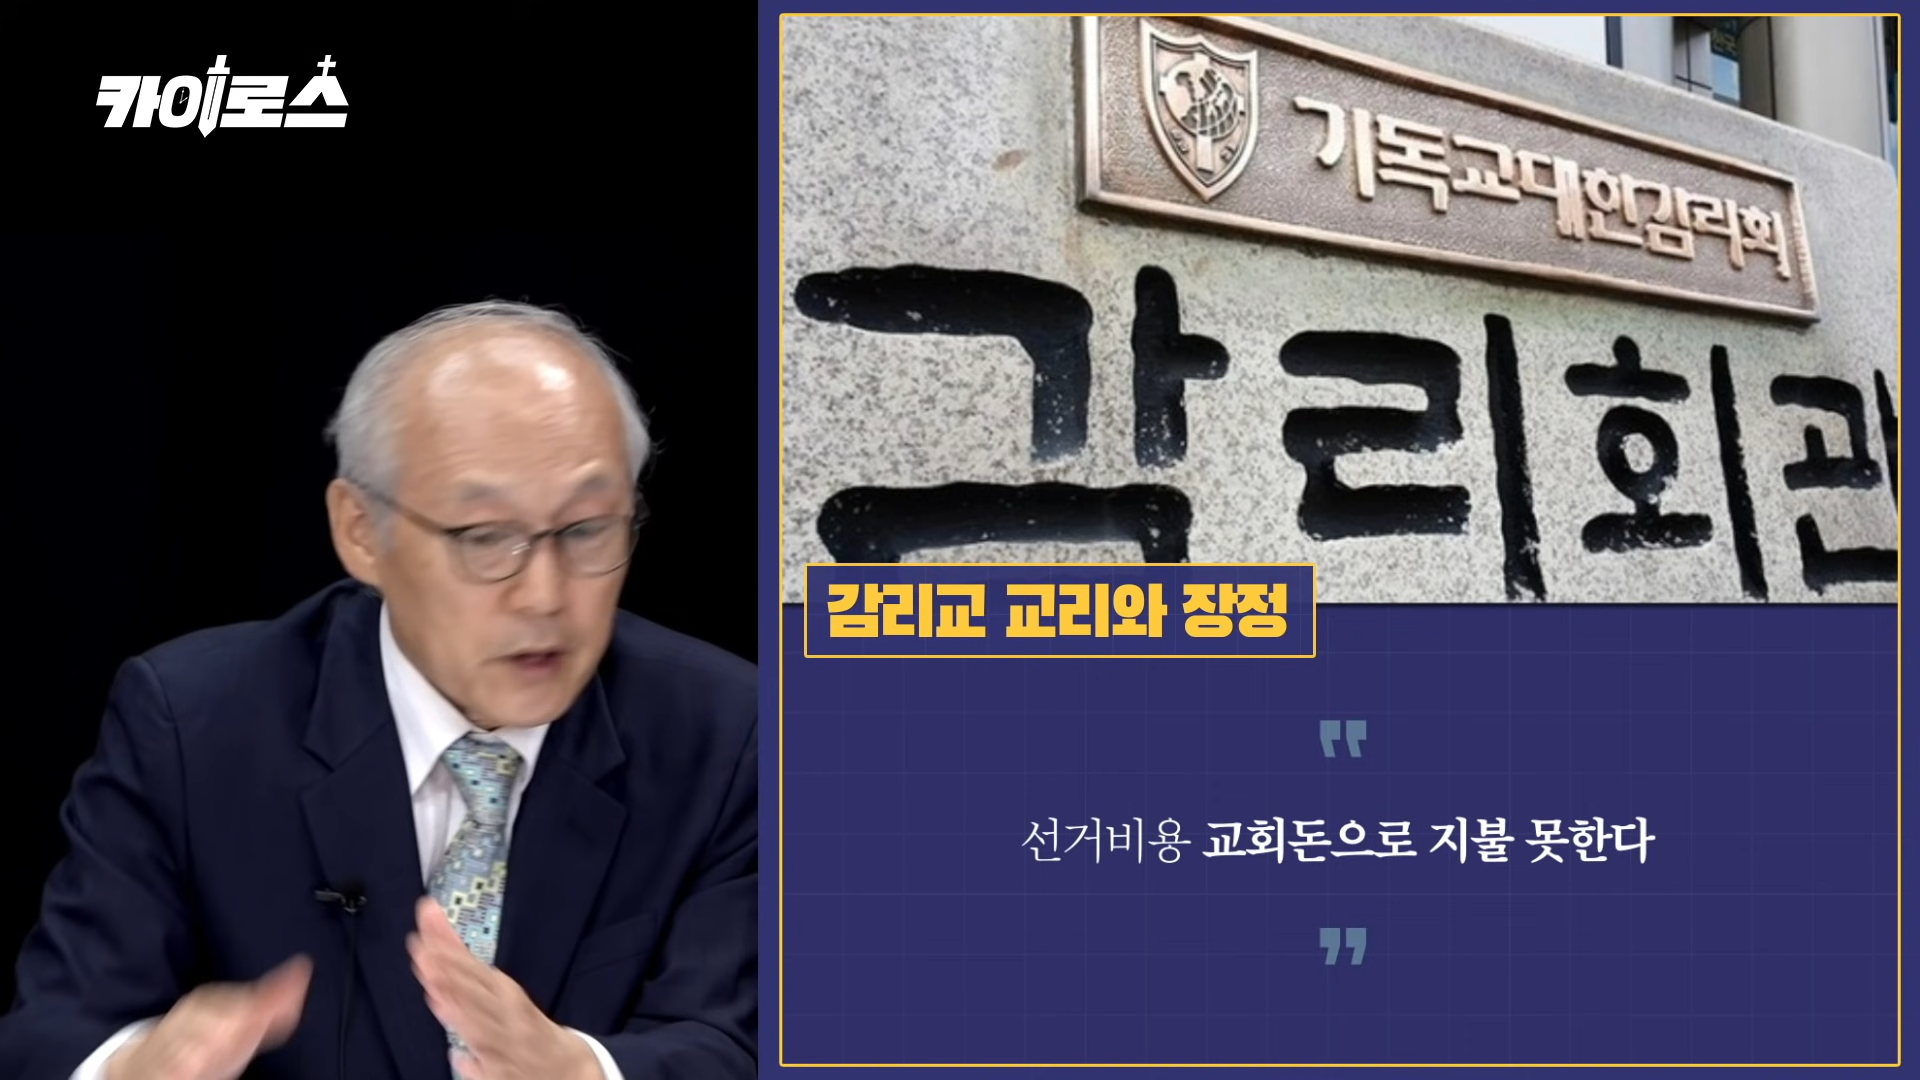 카이로스
기독교대한감리회
감리회관
감리교 교리와 장정
"
선거비용 교회돈으로 지불 못한다
"